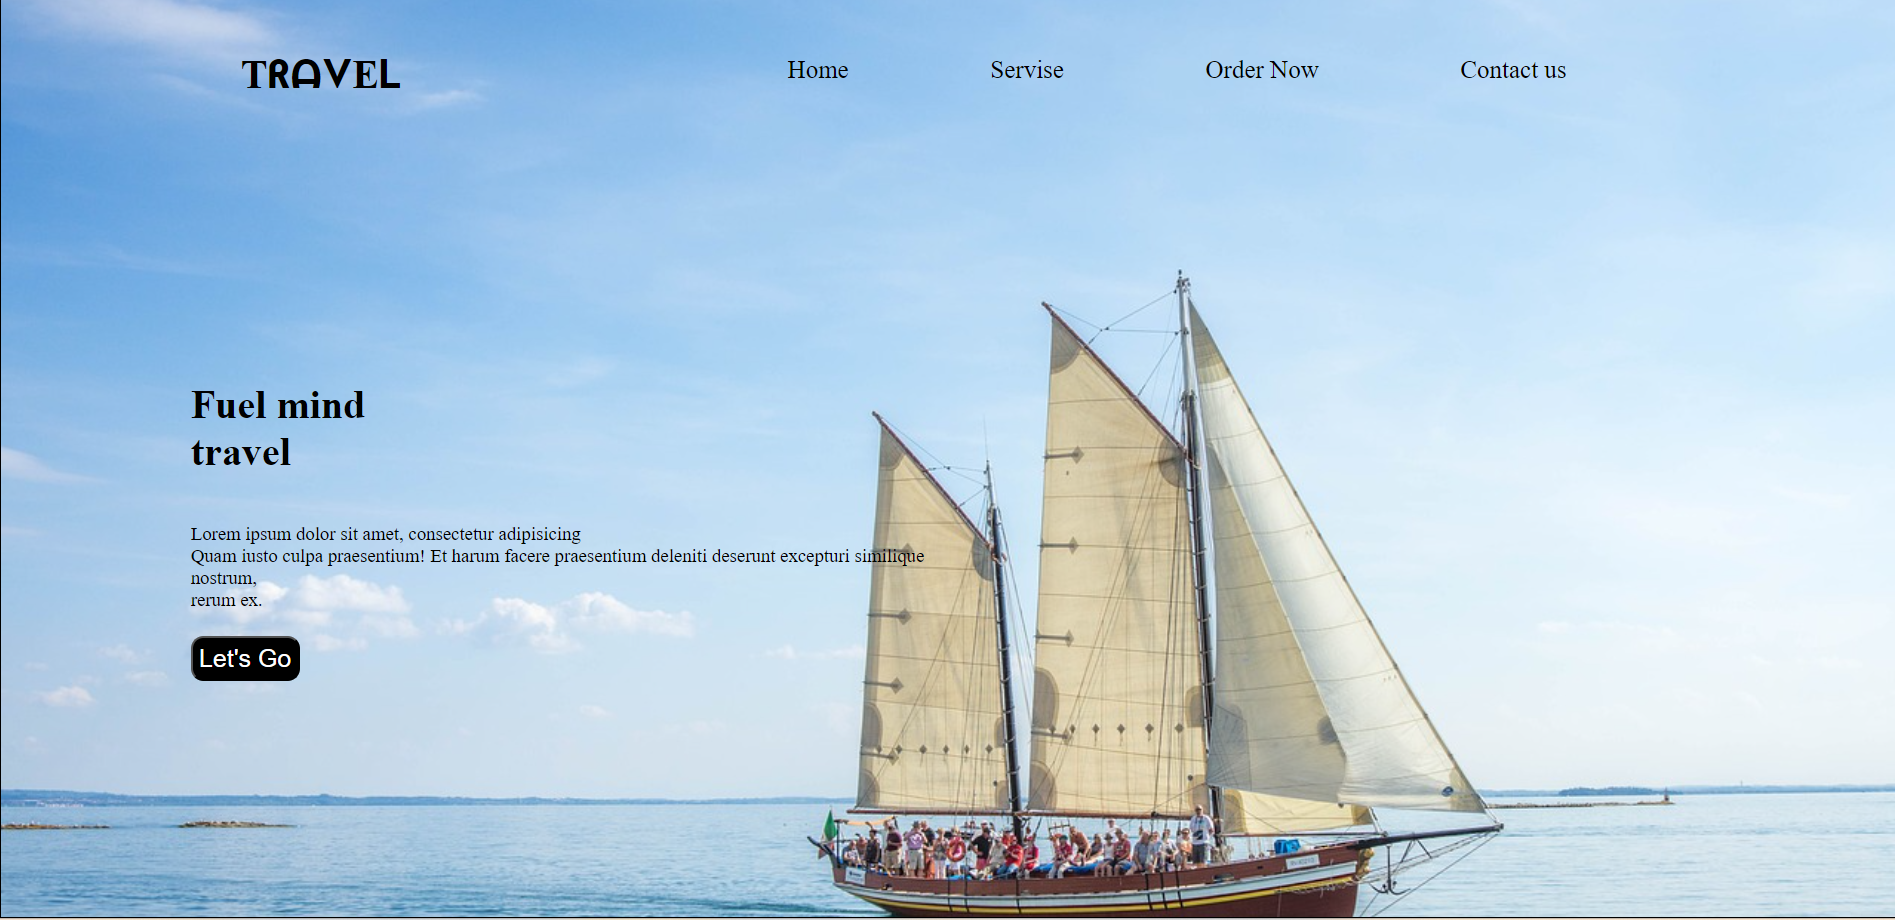 TRAVEL
Home Servise Order Now Contact us
Fuel mind
travel
Lorem ipsum dolor sit amet, consectetur adipisicing
Quam iusto culpa praesentium! Et harum facere praesentium deleniti deserunt excepturi similique
nostrum,
rerum ex.
Let's Go